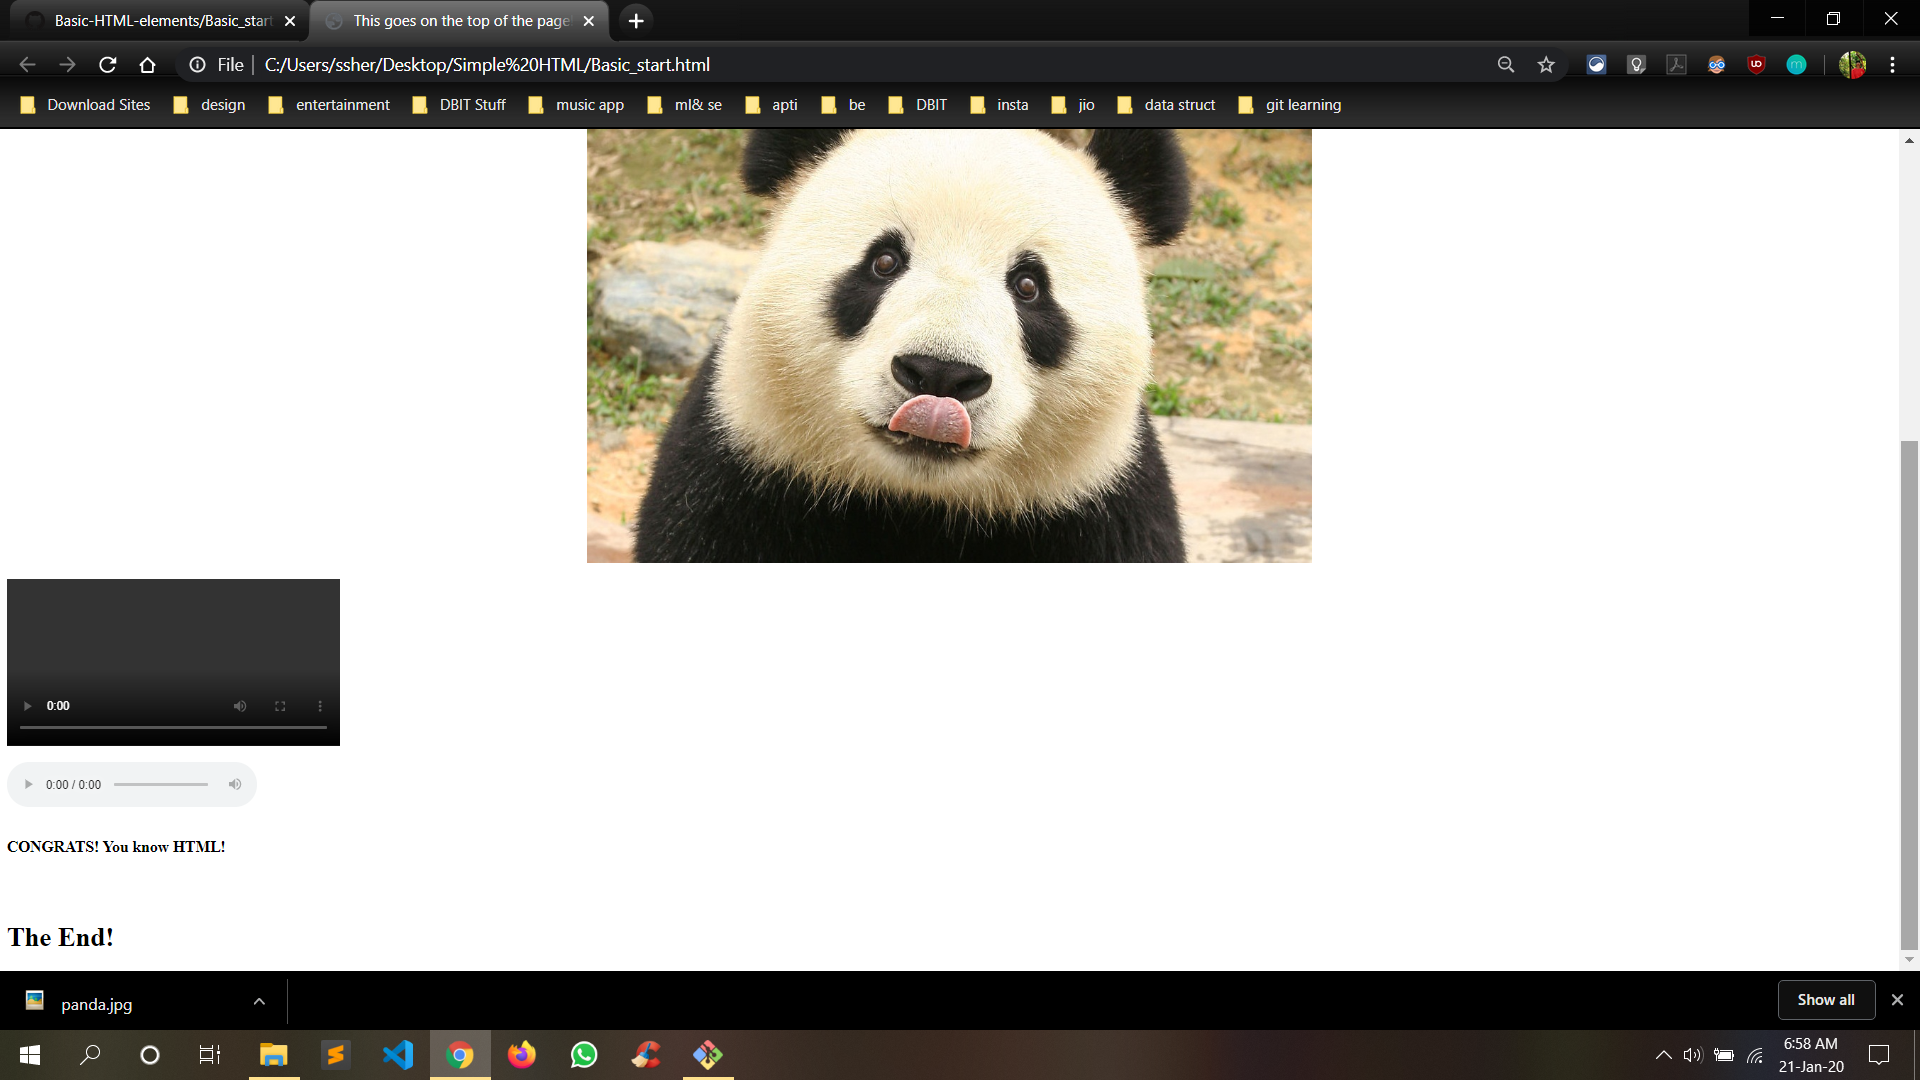 Basic-HTML-elements/Basic_start
This goes on the top of the page
File
C:/Users/ssher/Desktop/Simple%20HTML/Basic_start.html
Download Sites
design
entertainment
DBIT Stuff
music app
ml& se
apti
be
DBIT
insta
jio
data struct
git learning
0:00
0:00 / 0:00
CONGRATS! You know HTML!
The End!
panda.jpg
Show all
6:58 AM
21-Jan-20